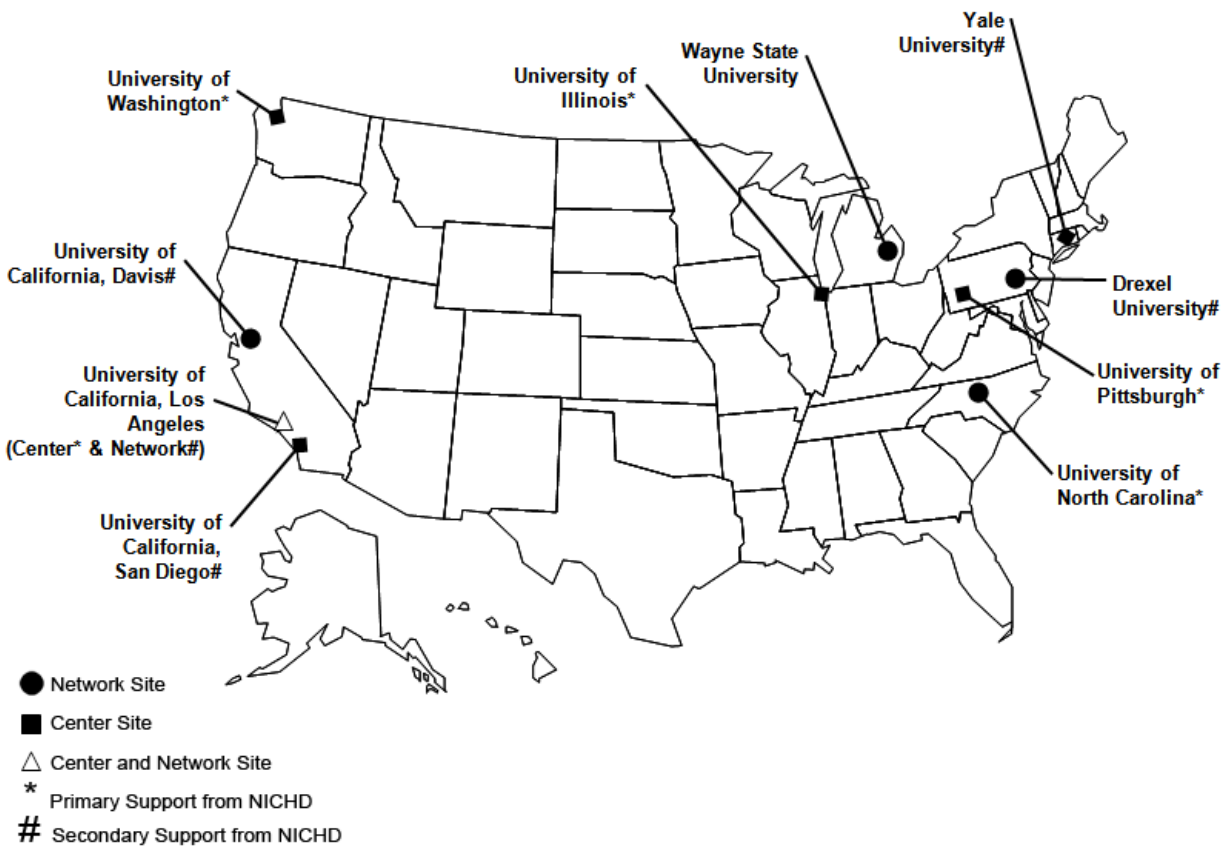 Yale
University#
Wayne State
University
University of
Illinois*
University of
Washington*
University of
California, Davis#
Drexel
University#
University of
Pittsburgh*
University of
California, Los
Angeles
(Center* & Network#)
University of
North Carolina*
University of
California,
San Diego#
Network Site
Center Site
Center and Network Site
* Primary Support from NICHD
# Secondary Support from NICHD